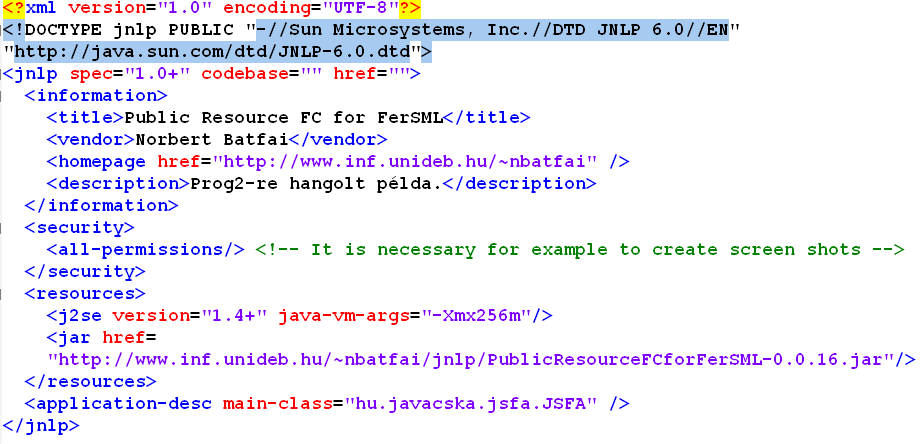 <?xml version="1.0" encoding="UTF-8"?>
<!DOCTYPE jnlp PUBLIC "-//Sun Microsystems, Inc.//DTD JNLP 6.0//EN"
"http://java.sun.com/dtd/JNLP-6.0.dtd">
<jnlp spec="1.0+" codebase="" href="">
  <information>
    <title>Public Resource FC for FerSML</title>
    <vendor>Norbert Batfai</vendor>
    <homepage href="http://www.inf.unideb.hu/~nbatfai" />
    <description>Prog2-re hangolt példa.</description>
  </information>
  <security>
    <all-permissions/> <!-- It is necessary for example to create screen shots -->
  </security>
  <resources>
    <j2se version="1.4+" java-vm-args="-Xmx256m"/>
    <jar href=
    "http://www.inf.unideb.hu/~nbatfai/jnlp/PublicResourceFCforFerSML-0.0.16.jar"/>
  </resources>
  <application-desc main-class="hu.javacska.jsfa.JSFA" />
</jnlp>